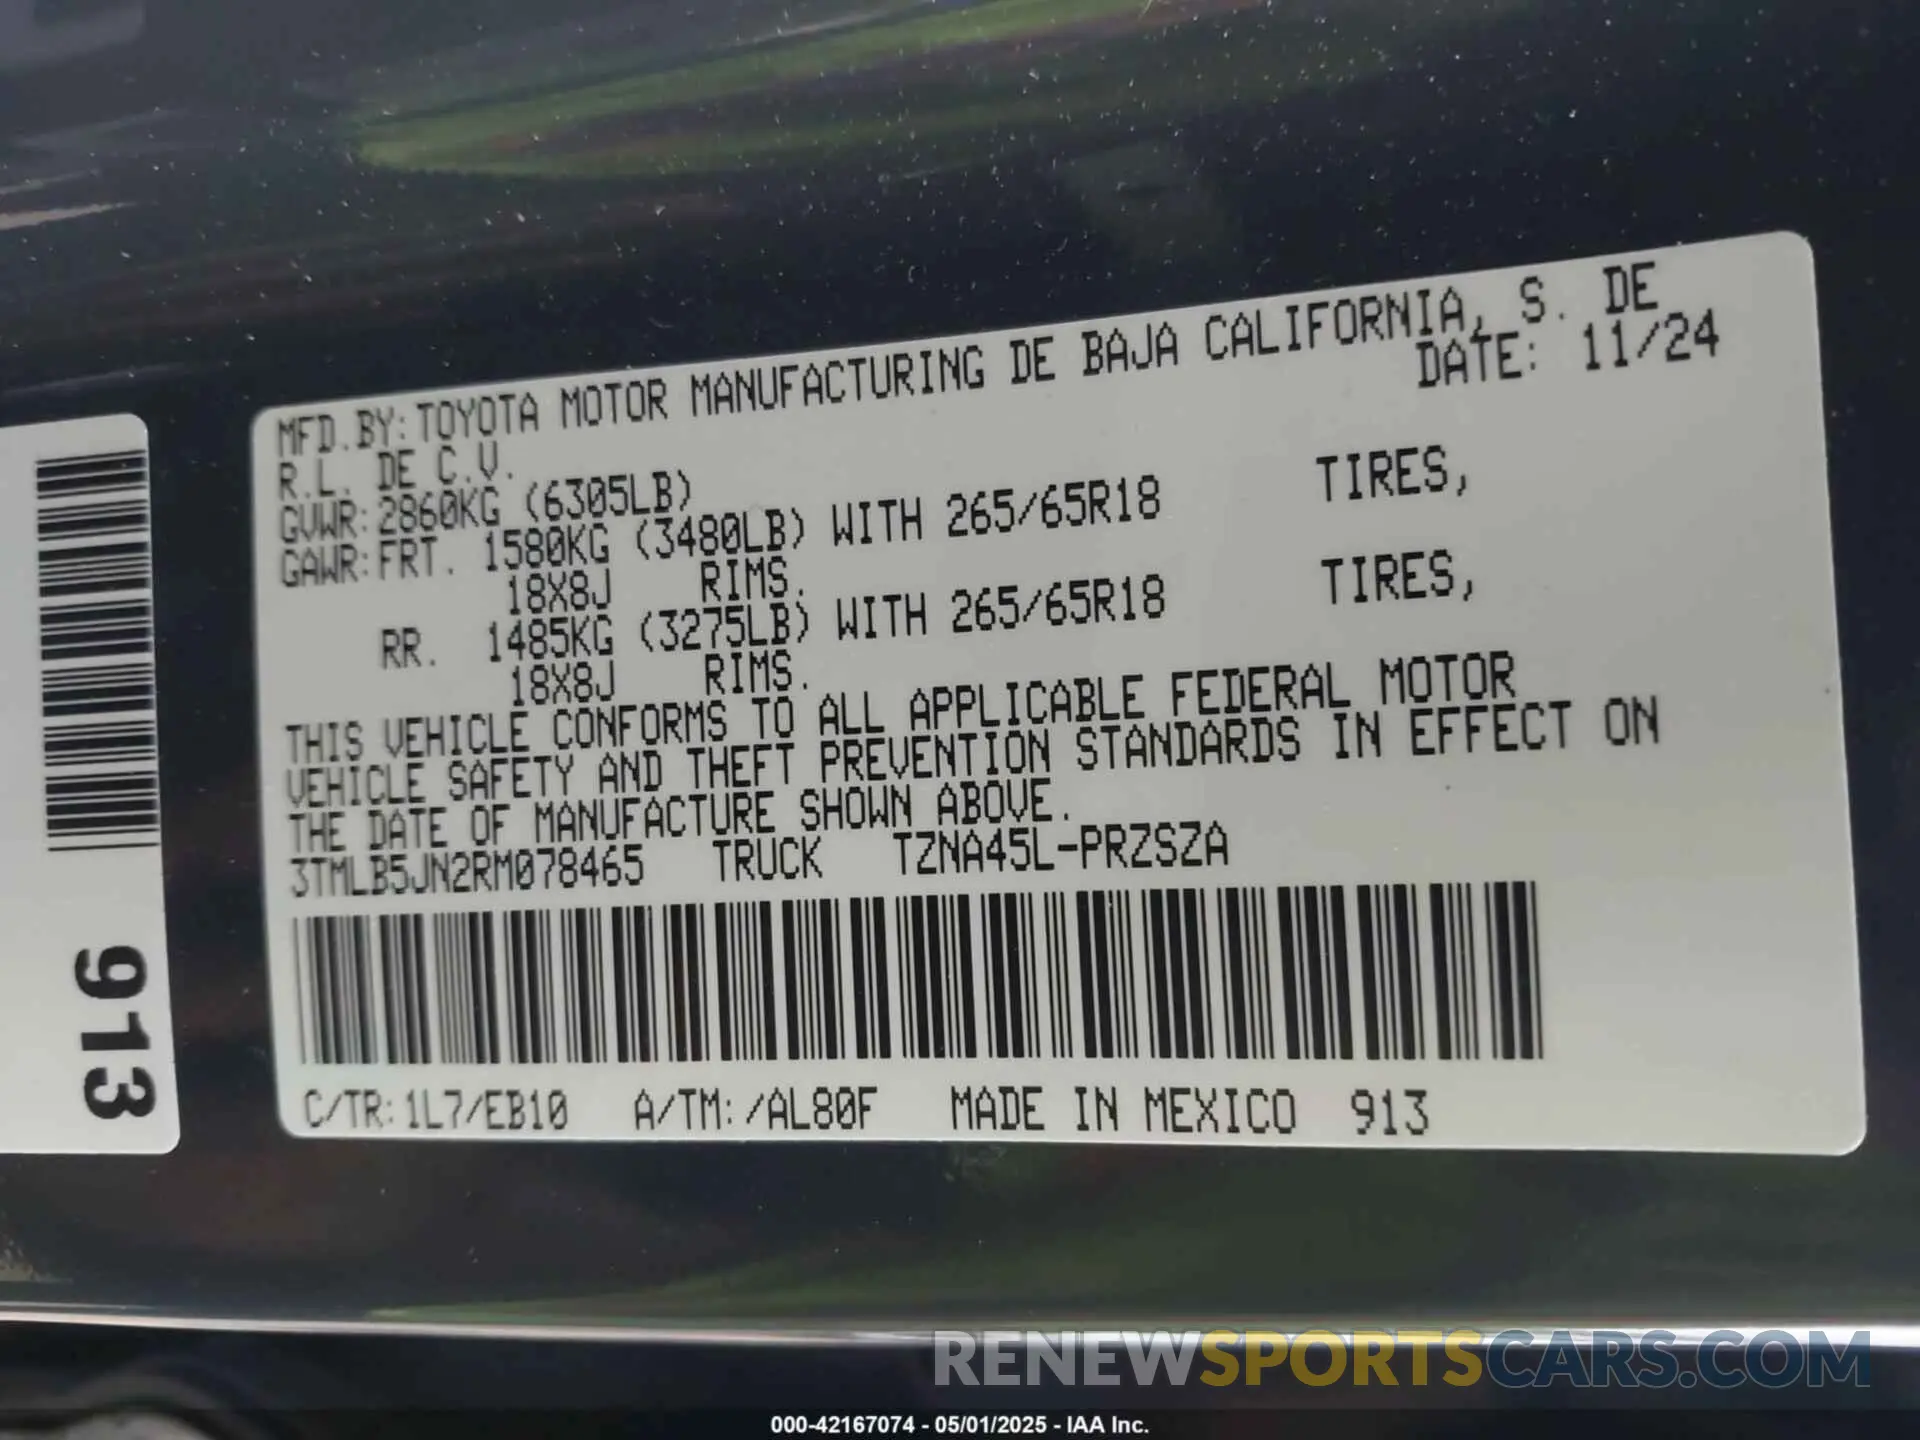 MFD.BY:TOYOTA MOTOR MANUFACTURING DE BAJA CALIFORNIA, S. DE
R.L. DE C.V. DATE: 11/24
GVWR:2860KG (6305LB)
GAWR:FRT. 1580KG (3480LB) WITH 265/65R18 TIRES,
18X8J RIMS.
RR. 1485KG (3275LB) WITH 265/65R18 TIRES,
18X8J RIMS.
THIS VEHICLE CONFORMS TO ALL APPLICABLE FEDERAL MOTOR
VEHICLE SAFETY AND THEFT PREVENTION STANDARDS IN EFFECT ON
THE DATE OF MANUFACTURE SHOWN ABOVE.
3TMLB5JN2RM078465 TRUCK TZNA45L-PRZSZA
C/TR:1L7/EB10 A/TM:/AL80F MADE IN MEXICO 913
913
RENEWSPORTSCARS.COM
000-42167074 - 05/01/2025 - IAA Inc.